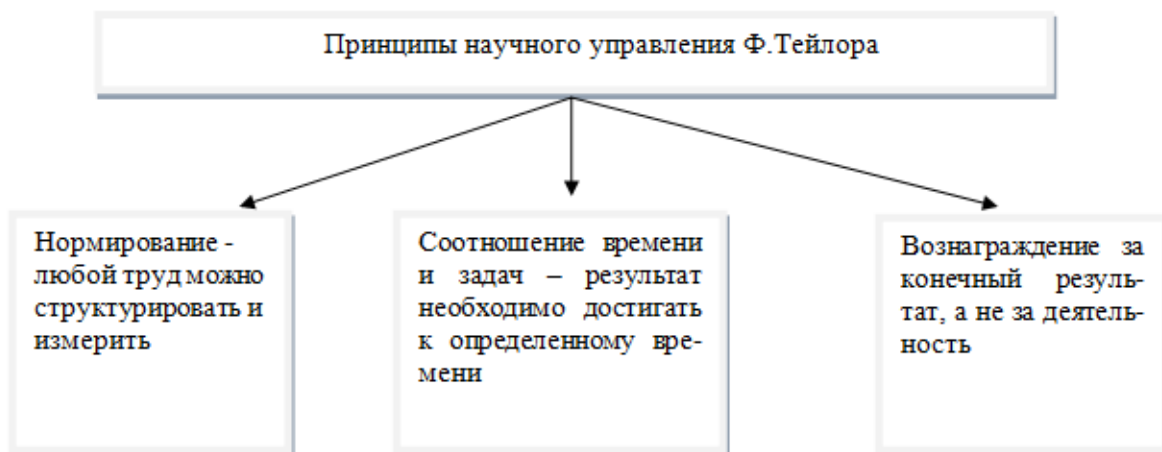 Принципы научного управления Ф.Тейлора
Нормирование -
любой труд можно
структурировать и
измерить
Соотношение времени
и задач – результат
необходимо достигать
к определенному вре-
мени
Вознаграждение за
конечный резуль-
тат, а не за деятель-
ность